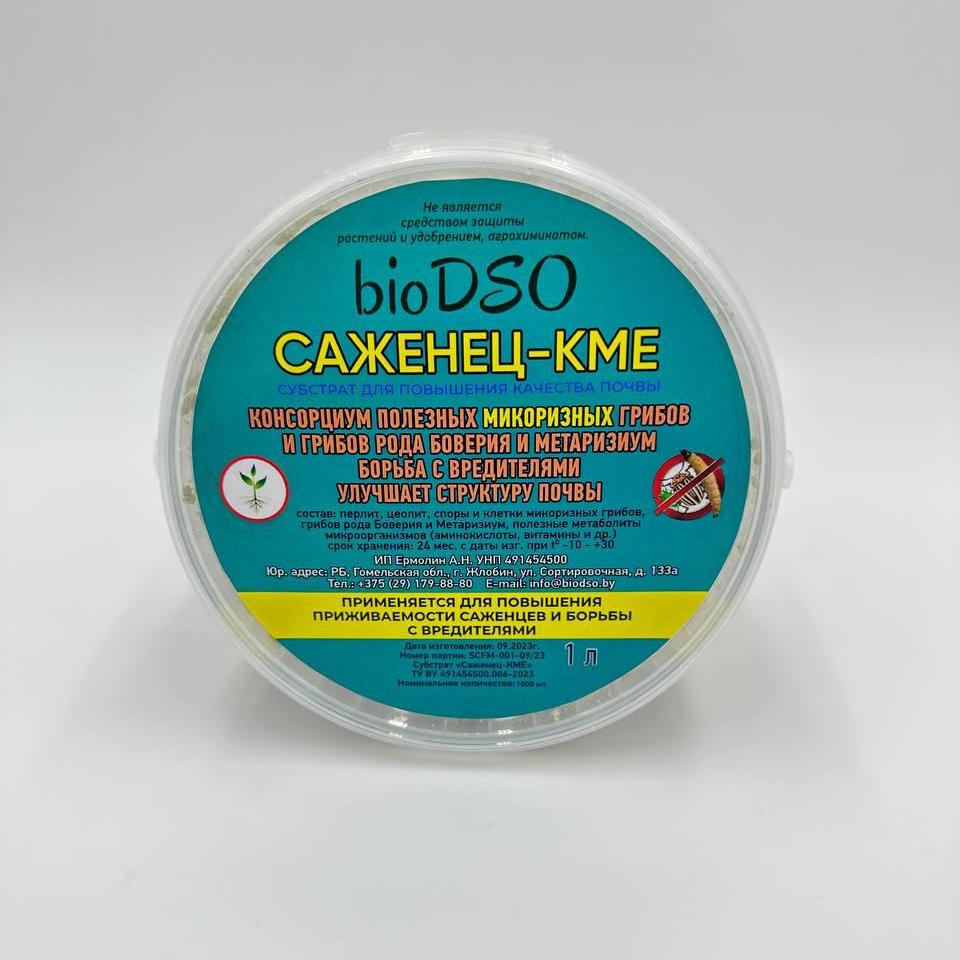 Не является
средством защиты
растений и удобрением, агрохимикатом.
bioDSO
САЖЕНЕЦ-КМЕ
СУБСТРАТ ДЛЯ ПОВЫШЕНИЯ КАЧЕСТВА ПОЧВЫ
КОНСОРЦИУМ ПОЛЕЗНЫХ МИКОРИЗНЫХ ГРИБОВ
И ГРИБОВ РОДА БОВЕРИЯ И МЕТАРИЗИУМ
БОРЬБА С ВРЕДИТЕЛЯМИ
УЛУЧШАЕТ СТРУКТУРУ ПОЧВЫ
состав: перлит, цеолит, споры и клетки микоризных грибов,
грибов рода Боверия и Метаризиум, полезные метаболиты
микроорганизмов (аминокислоты, витамины и др.)
срок хранения: 24 мес. с даты изг. при t° -10 - +30
ИП Ермолин А.Н. УНП 491454500
Юр. адрес: РБ, Гомельская обл., г. Жлобин, ул. Сортировочная, д. 133а
Тел.: +375 (29) 179-88-80 E-mail: info@biodso.by
ПРИМЕНЯЕТСЯ ДЛЯ ПОВЫШЕНИЯ
ПРИЖИВАЕМОСТИ САЖЕНЦЕВ И БОРЬБЫ
С ВРЕДИТЕЛЯМИ
Дата изготовления: 09.2023г.
Номер партии: SCFM-001-09/23
Субстрат «Саженец-КМЕ»
ТУ BY 491454500.006-2023
Номинальное количество: 1000 мл
1 л